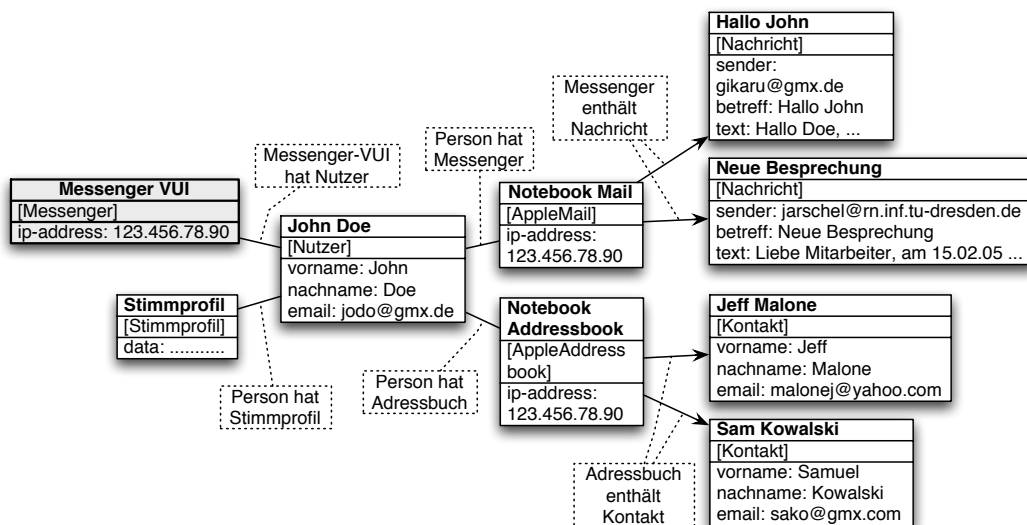 Messenger VUI
[Messenger]
ip-address: 123.456.78.90
Messenger-VUI
hat Nutzer
Stimmprofil
[Stimmprofil]
data: ...........
Person hat
Stimmprofil
John Doe
[Nutzer]
vorname: John
nachname: Doe
email: jodo@gmx.de
Person hat
Messenger
Person hat
Adressbuch
Messenger
enthält
Nachricht
Notebook Mail
[AppleMail]
ip-address:
123.456.78.90
Notebook
Addressbook
[AppleAddress
book]
ip-address:
123.456.78.90
Adressbuch
enthält
Kontakt
Hallo John
[Nachricht]
sender:
gikaru@gmx.de
betreff: Hallo John
text: Hallo Doe, ...
Neue Besprechung
[Nachricht]
sender: jarschel@rn.inf.tu-dresden.de
betreff: Neue Besprechung
text: Liebe Mitarbeiter, am 15.02.05 ...
Jeff Malone
[Kontakt]
vorname: Jeff
nachname: Malone
email: malonej@yahoo.com
Sam Kowalski
[Kontakt]
vorname: Samuel
nachname: Kowalski
email: sako@gmx.com